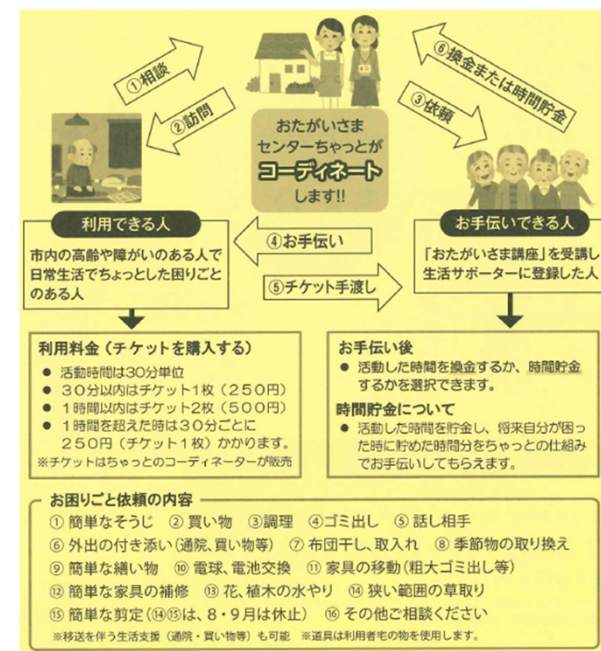 ①相談
②訪問
おたがいさま
センターちゃっとが
コーディネート
します!!
③依頼
⑥換金または時間貯金
利用できる人
市内の高齢や障がいのある人で
日常生活でちょっとした困りごと
のある人
④お手伝い
⑤チケット手渡し
お手伝いできる人
「おたがいさま講座」を受講し
生活サポーターに登録した人
利用料金(チケットを購入する)
● 活動時間は30分単位
● 30分以内はチケット1枚(250円)
● 1時間以内はチケット2枚(500円)
● 1時間を超えた時は30分ごとに
250円(チケット1枚)かかります。
※チケットはちゃっとのコーディネーターが販売
お手伝い後
● 活動した時間を換金するか、時間貯金
するかを選択できます。
時間貯金について
● 活動した時間を貯金し、将来自分が困っ
た時に貯めた時間分をちゃっとの仕組み
でお手伝いしてもらえます。
お困りごと依頼の内容
① 簡単なそうじ ② 買い物 ③調理 ④ゴミ出し ⑤ 話し相手
⑥ 外出の付き添い(通院、買い物等) ⑦ 布団干し、取入れ ⑧ 季節物の取り換え
⑨ 簡単な繕い物 ⑩ 電球、電池交換 ⑪ 家具の移動(粗大ゴミ出し等)
⑫ 簡単な家具の補修 ⑬ 花、植木の水やり ⑭ 狭い範囲の草取り
⑮ 簡単な剪定(⑭⑮は、8・9月は休止) ⑯ その他ご相談ください
※移送を伴う生活支援(通院・買い物等)も可能 ※道具は利用者宅の物を使用します。